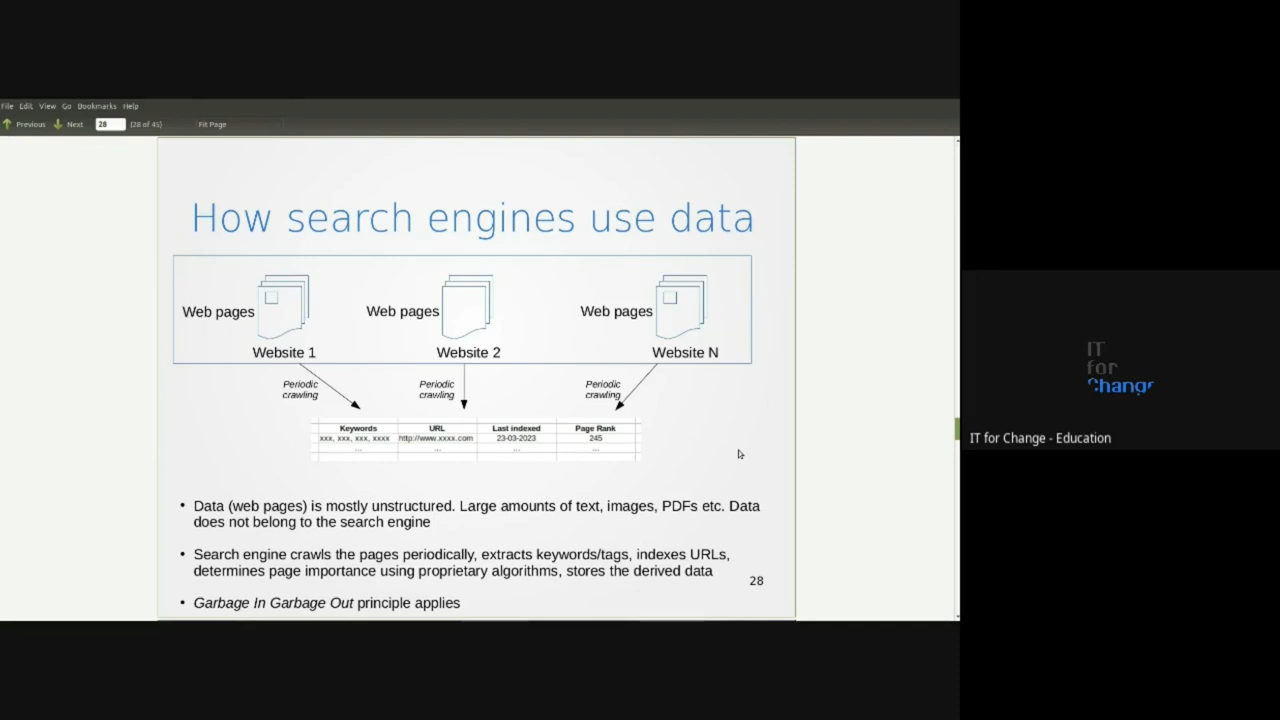 File Edit View Go Bookmarks Help
Previous Next 28 (28 of 45) Fit Page
How search engines use data
Web pages Web pages Web pages
Website 1 Website 2 Website N
Periodic Periodic Periodic
crawling crawling crawling
Keywords URL Last indexed Page Rank
xxx, xxx, xxx, xxxx http://www.xxxx.com 23-03-2023 245
... ... ... ...
• Data (web pages) is mostly unstructured. Large amounts of text, images, PDFs etc. Data
does not belong to the search engine
• Search engine crawls the pages periodically, extracts keywords/tags, indexes URLs,
determines page importance using proprietary algorithms, stores the derived data
28
• Garbage In Garbage Out principle applies
IT
for
Change
IT for Change - Education